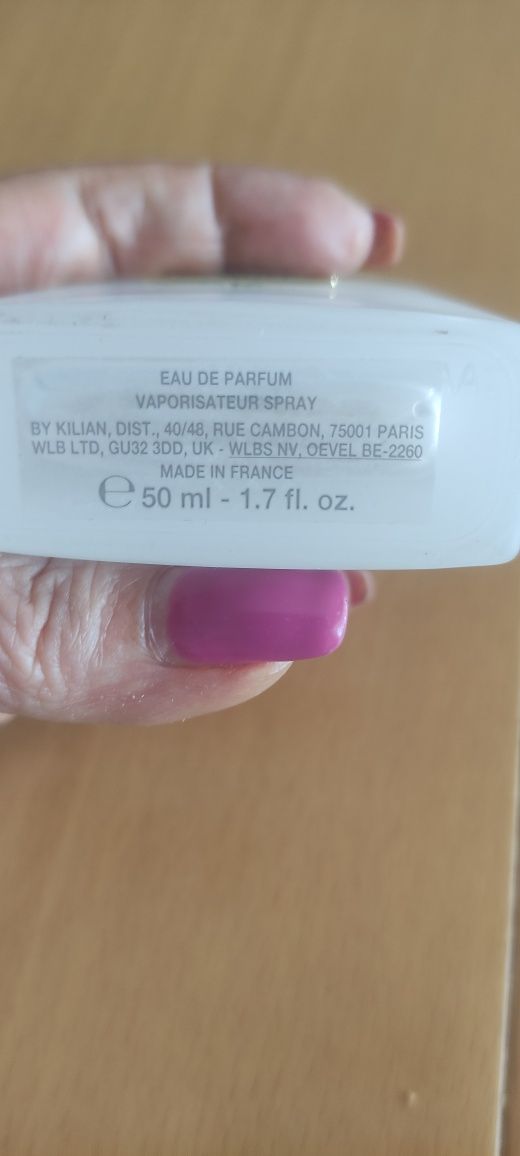 EAU DE PARFUM
VAPORISATEUR SPRAY
BY KILIAN, DIST., 40/48, RUE CAMBON, 75001 PARIS
WLB LTD, GU32 3DD, UK - WLBS NV, OEVEL BE-2260
MADE IN FRANCE
℮ 50 ml - 1.7 fl. oz.